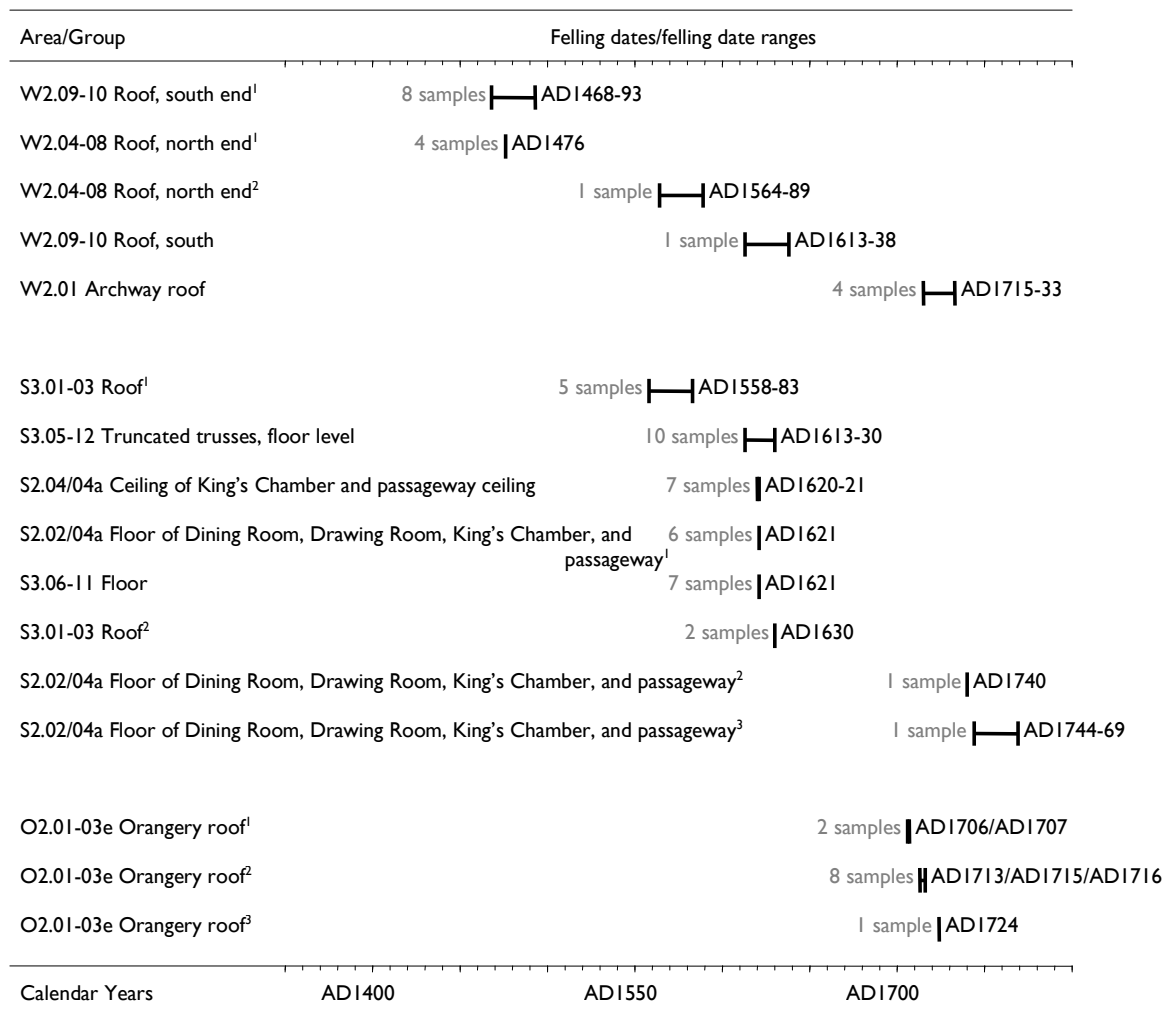 Area/Group Felling dates/felling date ranges
W2.09-10 Roof, south end¹ 8 samples AD1468-93
W2.04-08 Roof, north end¹ 4 samples AD1476
W2.04-08 Roof, north end² 1 sample AD1564-89
W2.09-10 Roof, south 1 sample AD1613-38
W2.01 Archway roof 4 samples AD1715-33
S3.01-03 Roof¹ 5 samples AD1558-83
S3.05-12 Truncated trusses, floor level 10 samples AD1613-30
S2.04/04a Ceiling of King's Chamber and passageway ceiling 7 samples AD1620-21
S2.02/04a Floor of Dining Room, Drawing Room, King's Chamber, and 6 samples AD1621
passageway¹
S3.06-11 Floor 7 samples AD1621
S3.01-03 Roof² 2 samples AD1630
S2.02/04a Floor of Dining Room, Drawing Room, King's Chamber, and passageway² 1 sample AD1740
S2.02/04a Floor of Dining Room, Drawing Room, King's Chamber, and passageway³ 1 sample AD1744-69
O2.01-03e Orangery roof¹ 2 samples AD1706/AD1707
O2.01-03e Orangery roof² 8 samples AD1713/AD1715/AD1716
O2.01-03e Orangery roof³ 1 sample AD1724
Calendar Years AD1400 AD1550 AD1700